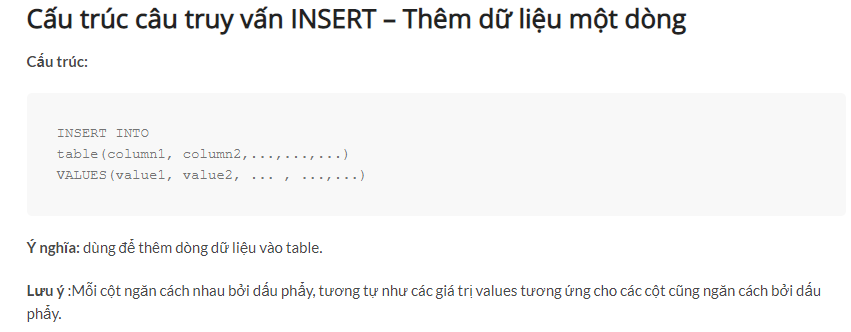 Cấu trúc câu truy vấn INSERT – Thêm dữ liệu một dòng
Cấu trúc:
INSERT INTO
table(column1, column2,...,...,...)
VALUES(value1, value2, ... , ...,...)
Ý nghĩa: dùng để thêm dòng dữ liệu vào table.
Lưu ý :Mỗi cột ngăn cách nhau bởi dấu phẩy, tương tự như các giá trị values tương ứng cho các cột cũng ngăn cách bởi dấu
phẩy.